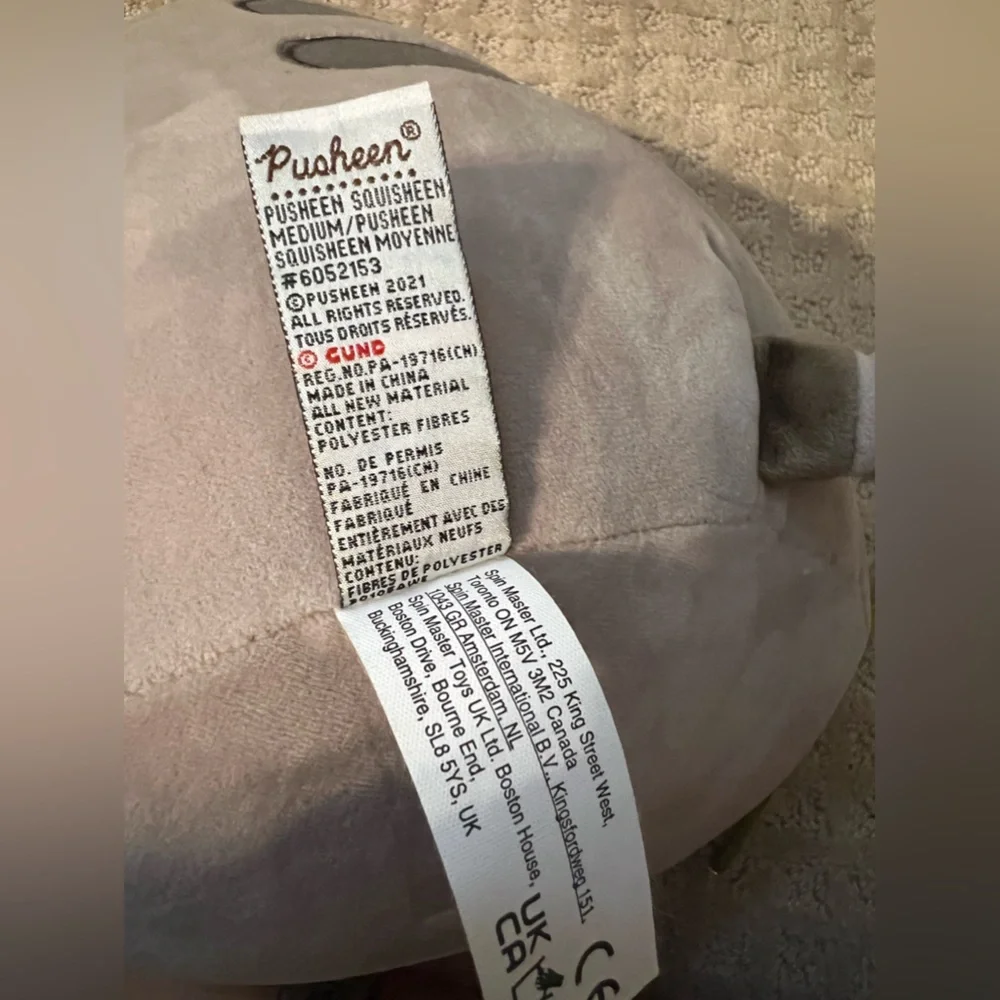 Pusheen®
PUSHEEN SQUISHEEN
MEDIUM/PUSHEEN
SQUISHEEN MOYENNE
#6052153
©PUSHEEN 2021
ALL RIGHTS RESERVED.
TOUS DROITS RÉSERVÉS.
© GUND
REG.NO.PA-19716(CN)
MADE IN CHINA
ALL NEW MATERIAL
CONTENT:
POLYESTER FIBRES
NO. DE PERMIS
PA-19716(CN)
FABRIQUÉ EN CHINE
FABRIQUÉ
ENTIÈREMENT AVEC DES
MATÉRIAUX NEUFS
CONTENU:
FIBRES DE POLYESTER
Spin Master Ltd., 225 King Street West,
Toronto ON M5V 3M2 Canada
Spin Master International B.V., Kingsfordweg 151,
1043 GR Amsterdam, NL
Spin Master Toys UK Ltd. Boston House,
Boston Drive, Bourne End,
Buckinghamshire, SL8 5YS, UK
CE
UK
CA